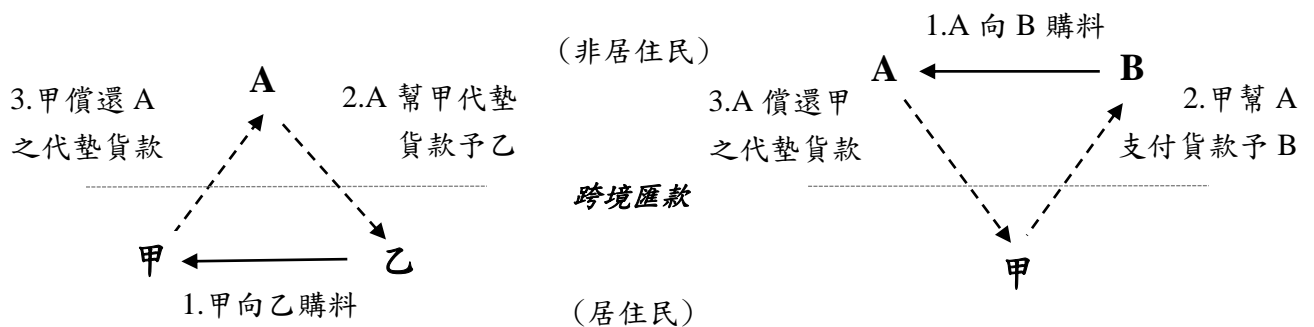 1.A 向 B 購料
（非居住民）
A
A
B
3.甲償還 A
之代墊貨款
2.A 幫甲代墊
貨款予乙
3.A 償還甲
之代墊貨款
2.甲幫 A
支付貨款予 B
跨境匯款
甲
乙
甲
1.甲向乙購料
（居住民）